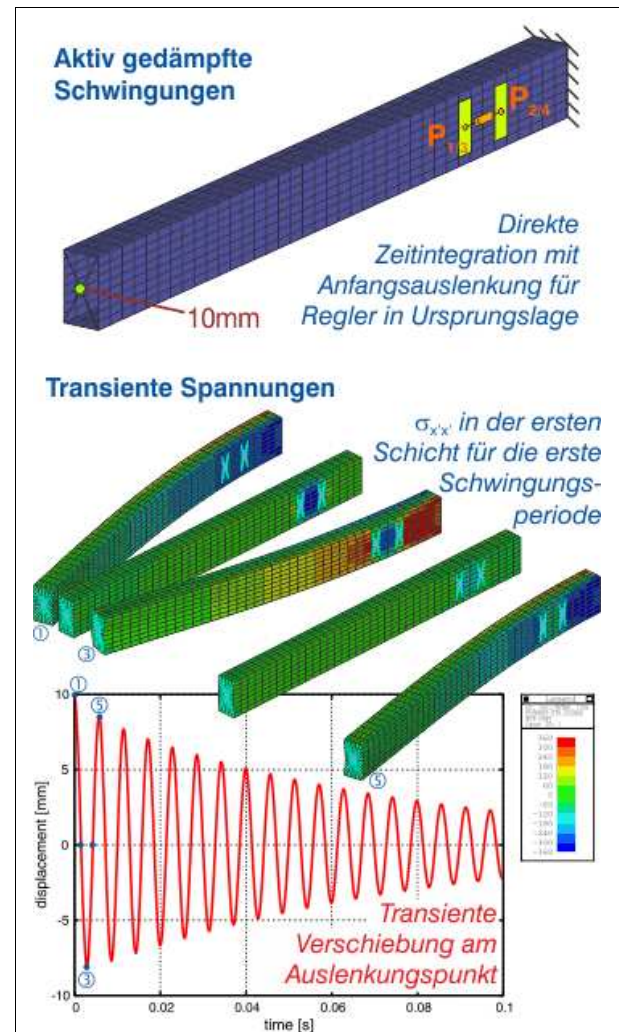 Aktiv gedämpfte
Schwingungen
P1/3
P2/4
10mm
Direkte
Zeitintegration mit
Anfangsauslenkung für
Regler in Ursprungslage
Transiente Spannungen
σx'x' in der ersten
Schicht für die erste
Schwingungs-
periode
①
③
⑤
①
⑤
③
10
5
0
-5
-10
displacement [mm]
0
0.02
0.04
0.06
0.08
0.1
time [s]
Transiente
Verschiebung am
Auslenkungspunkt